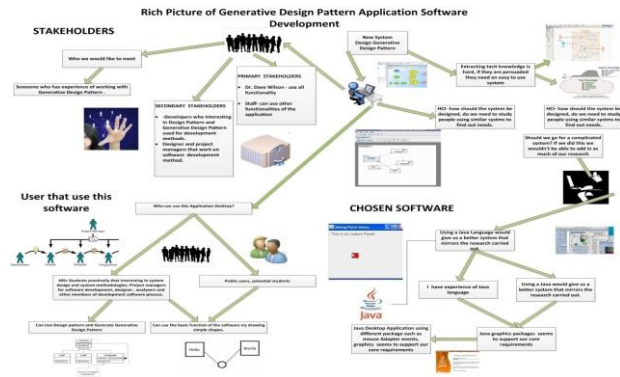 Rich Picture of Generative Design Pattern Application Software
Development
STAKEHOLDERS
Who we would like to meet
Someone who has experience of working with
Generative Design Pattern .
SECONDARY STAKEHOLDERS
-Developers who interesting
in Design Pattern and
Generative Design Pattern
used for development
methods.
Designer and project
managers that work on
software development
method.
PRIMARY STAKEHOLDERS
Dr. Dave Wilson - use all
functionality
Staff- can use other
functionalities of the
application
New System
Design Generative
Design Pattern
Extracting tacit knowledge is
hard, if they are persuaded
they need an easy to use
system
HCI- how should the system be
designed, do we need to study
people using similar systems to
find out needs.
HCI- how should the system be
designed, do we need to study
people using similar systems to
find out needs.
Should we go for a complicated
system? If we did this we
wouldn't be able to add in as
much of our research
User that use this
software
Who can use this Application Desktop?
MSc Students practically that interesting in system
design and system methodologies, Project managers
for software development, designer , analyses and
other members of development software process.
Public users, potential students
Can Use Design pattern and Generate Generative
Design Pattern
Can use the basic function of the software try drawing
simple shapes.
Hello
World
CHOSEN SOFTWARE
Using a Java Language would
give us a better system that
mirrors the research carried
out.
I have experience of Java
language
Using a Java would give us a
better system that mirrors the
research carried out.
Java
Java Desktop Application using
different package such as
mouse Adapter events,
graphics seems to support our
core requirements
Java graphics packages seems
to support our core
requirements